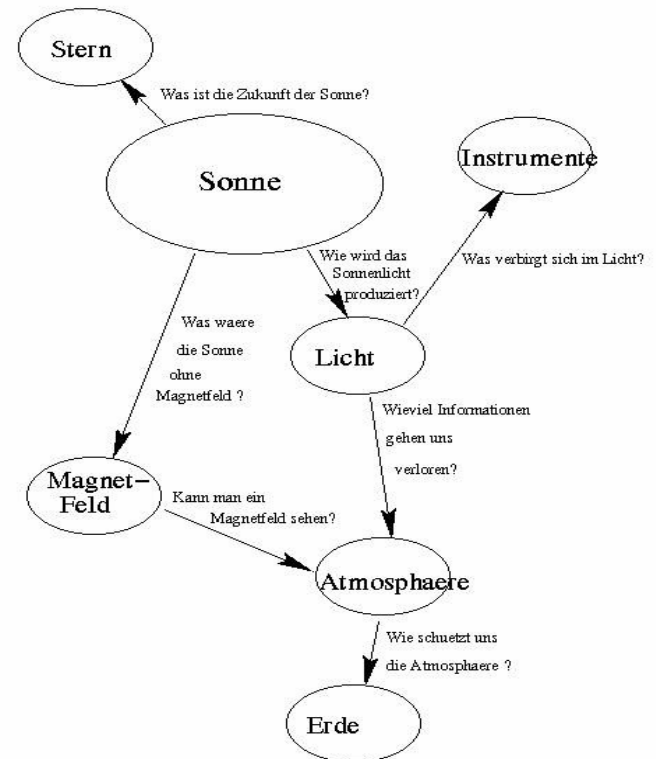 Stern
Was ist die Zukunft der Sonne?
Sonne
Instrumente
Wie wird das
Sonnenlicht
produziert?
Was verbirgt sich im Licht?
Was waere
die Sonne
ohne
Magnetfeld ?
Licht
Wieviel Informationen
gehen uns
verloren?
Magnet-
Feld
Kann man ein
Magnetfeld sehen?
Atmosphaere
Wie schuetzt uns
die Atmosphaere ?
Erde